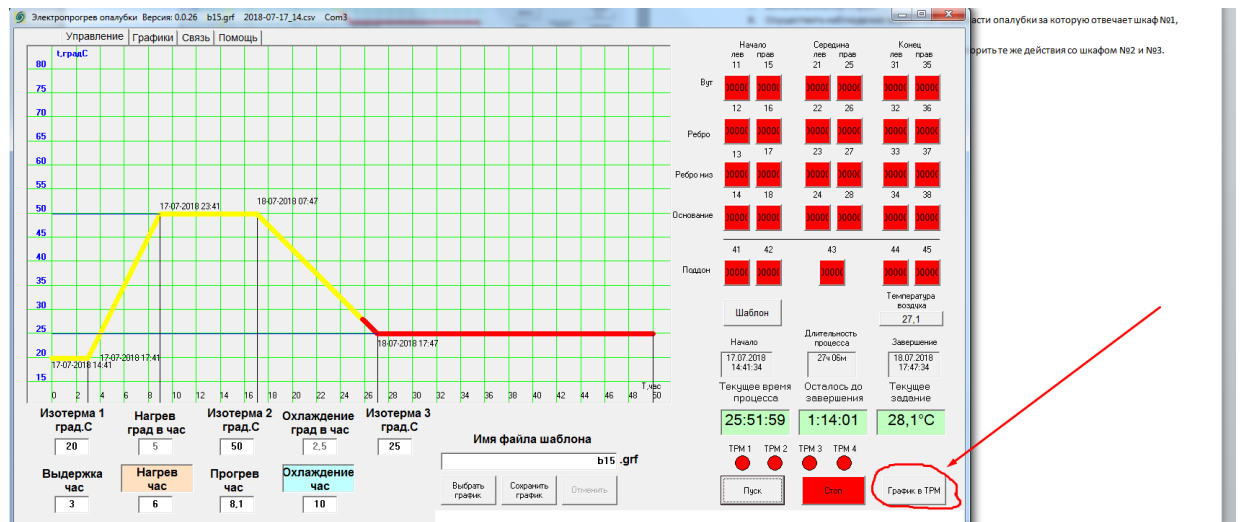 Электропрогрев опалубки Версия: 0.0.26 b15.grf 2018-07-17_14.csv Com3
асти опалубки за которую отвечает шкаф №1,
орить те же действия со шкафом №2 и №3.
Управление Графики Связь Помощь
t,градС
80
75
70
65
60
55
50
45
40
35
30
25
20
15
17-07-2018 23:41
18-07-2018 07:47
18-07-2018 17:47
17-07-2018 17:41
17-07-2018 14:41
T,час
0 2 4 6 8 10 12 14 16 18 20 22 24 26 28 30 32 34 36 38 40 42 44 46 48 50
Начало Середина Конец
лев прав лев прав лев прав
11 15 21 25 31 35
Вут
12 16 22 26 32 36
Ребро
13 17 23 27 33 37
Ребро низ
14 18 24 28 34 38
Основание
41 42 43 44 45
Поддон
Шаблон
Температура
воздуха
27,1
Начало
Длительность
процесса
Завершение
17.07.2018
14:41:34
27ч 06м
18.07.2018
17:47:34
Текущее время
процесса
Осталось до
завершения
Текущее
задание
25:51:59 1:14:01 28,1°C
ТРМ 1 ТРМ 2 ТРМ 3 ТРМ 4
Пуск Стоп График в ТРМ
Изотерма 1
град.С
20
Нагрев
град в час
5
Изотерма 2
град.С
50
Охлаждение
град в час
2,5
Изотерма 3
град.С
25
Выдержка
час
3
Нагрев
час
6
Прогрев
час
8,1
Охлаждение
час
10
Имя файла шаблона
b15 .grf
Выбрать
график
Сохранить
график
Отменить